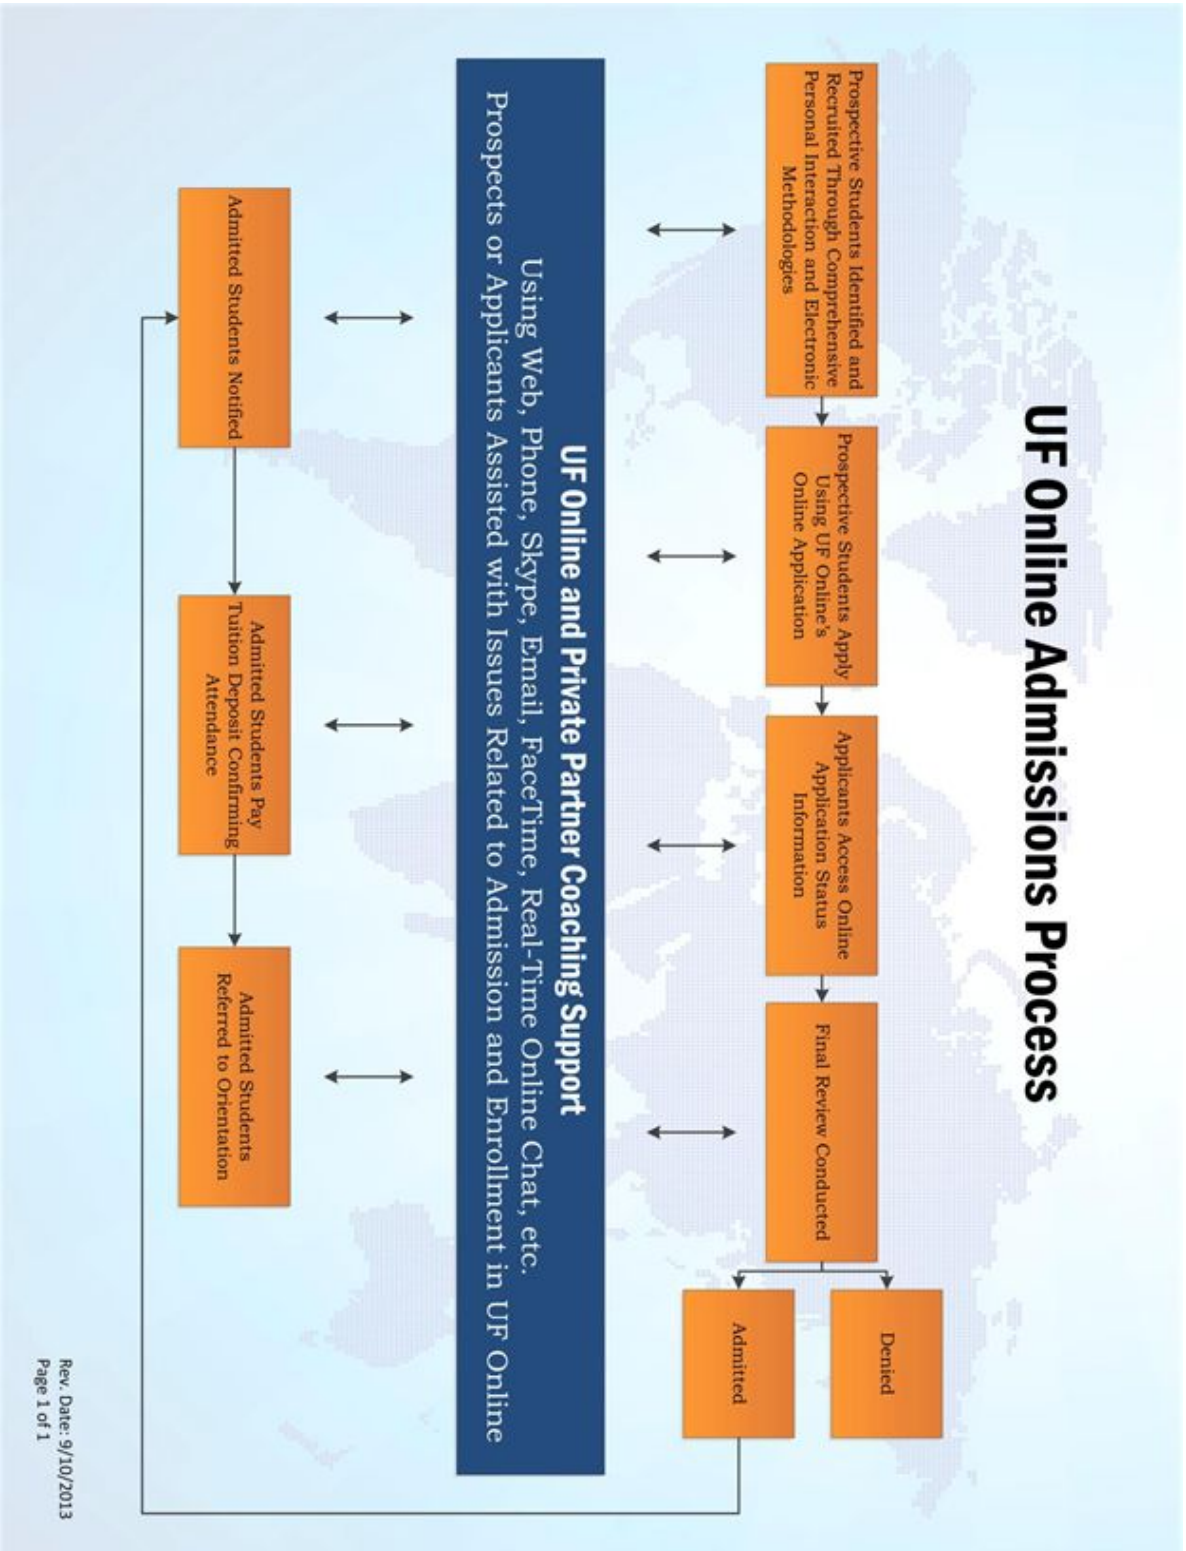 UF Online Admissions Process
Prospective Students Identified and
Recruited Through Comprehensive
Personal Interaction and Electronic
Methodologies
Prospective Students Apply
Using UF Online's
Online Application
Applicants Access Online
Application Status
Information
Final Review Conducted
Denied
Admitted
UF Online and Private Partner Coaching Support
Using Web, Phone, Skype, Email, FaceTime, Real-Time Online Chat, etc.
Prospects or Applicants Assisted with Issues Related to Admission and Enrollment in UF Online
Admitted Students Notified
Admitted Students Pay
Tuition Deposit Confirming
Attendance
Admitted Students
Referred to Orientation
Rev. Date: 9/10/2013
Page 1 of 1